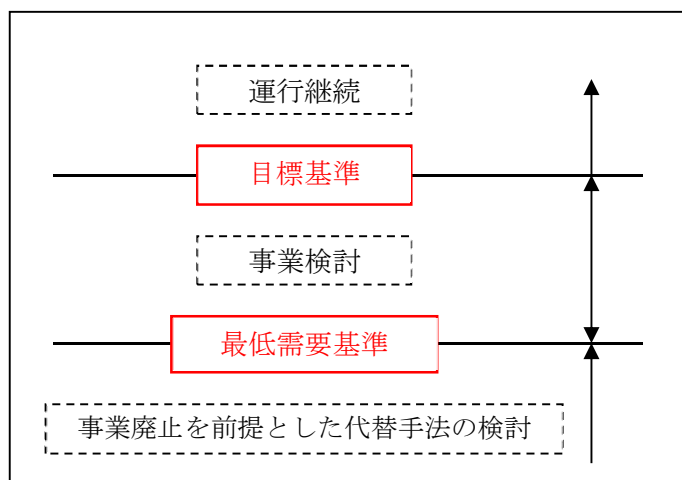 運行継続
目標基準
事業検討
最低需要基準
事業廃止を前提とした代替手法の検討